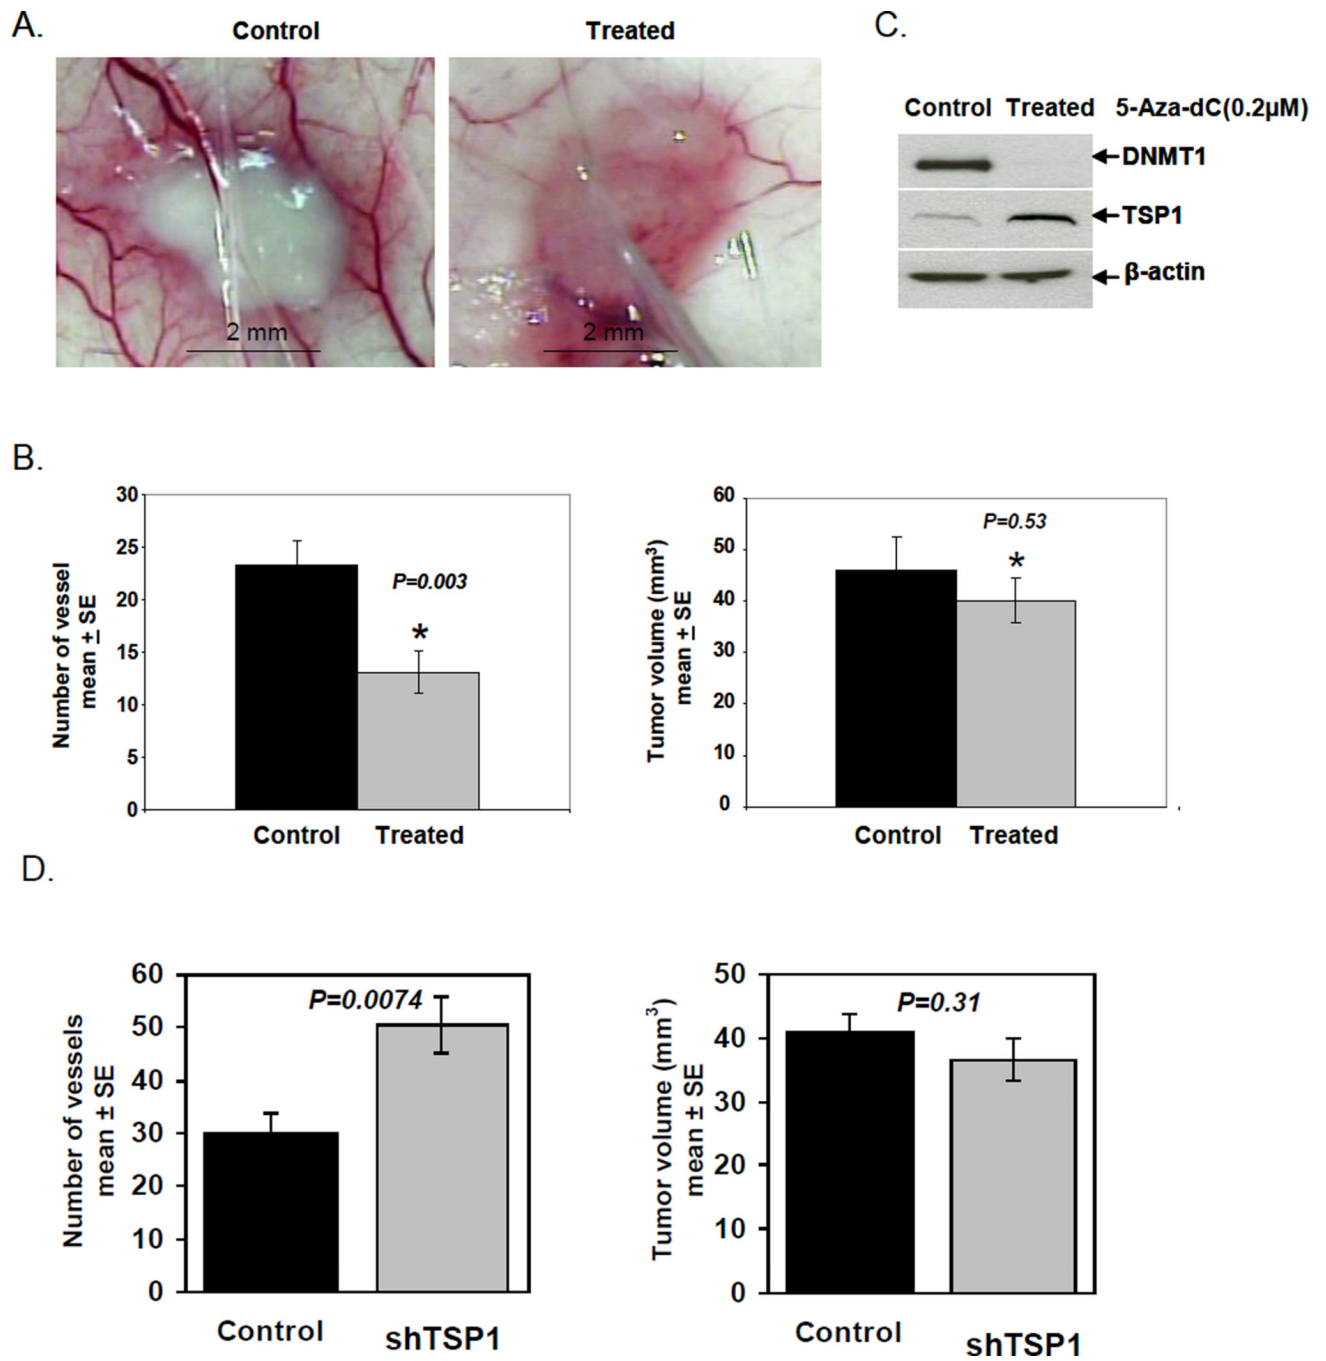 A.
Control
Treated
2 mm
2 mm
C.
Control Treated 5-Aza-dC(0.2µM)
DNMT1
TSP1
β-actin
B.
Number of vessel
mean ± SE
30
25
20
15
10
5
0
P=0.003
*
Control Treated
Tumor volume (mm³)
mean ± SE
60
50
40
30
20
10
0
P=0.53
*
Control Treated
D.
Number of vessels
mean ± SE
60
50
40
30
20
10
0
P=0.0074
Control shTSP1
Tumor volume (mm³)
mean ± SE
50
40
30
20
10
0
P=0.31
Control shTSP1